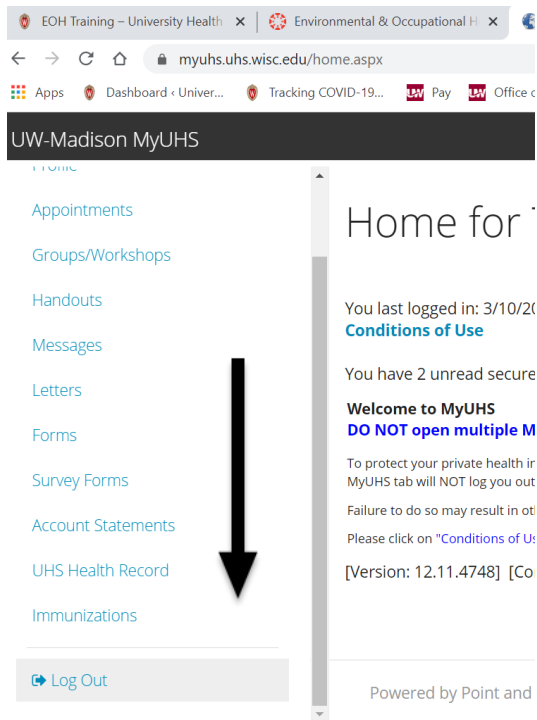 EOH Training – University Health
Environmental & Occupational H
myuhs.uhs.wisc.edu/home.aspx
Apps
Dashboard ‹ Univer...
Tracking COVID-19...
Pay
Office
UW-Madison MyUHS
Profile
Appointments
Groups/Workshops
Handouts
Messages
Letters
Forms
Survey Forms
Account Statements
UHS Health Record
Immunizations
Log Out
Home for
You last logged in: 3/10/20
Conditions of Use
You have 2 unread secure
Welcome to MyUHS
DO NOT open multiple M
To protect your private health in
MyUHS tab will NOT log you out
Failure to do so may result in oth
Please click on "Conditions of Us
[Version: 12.11.4748] [Co
Powered by Point and